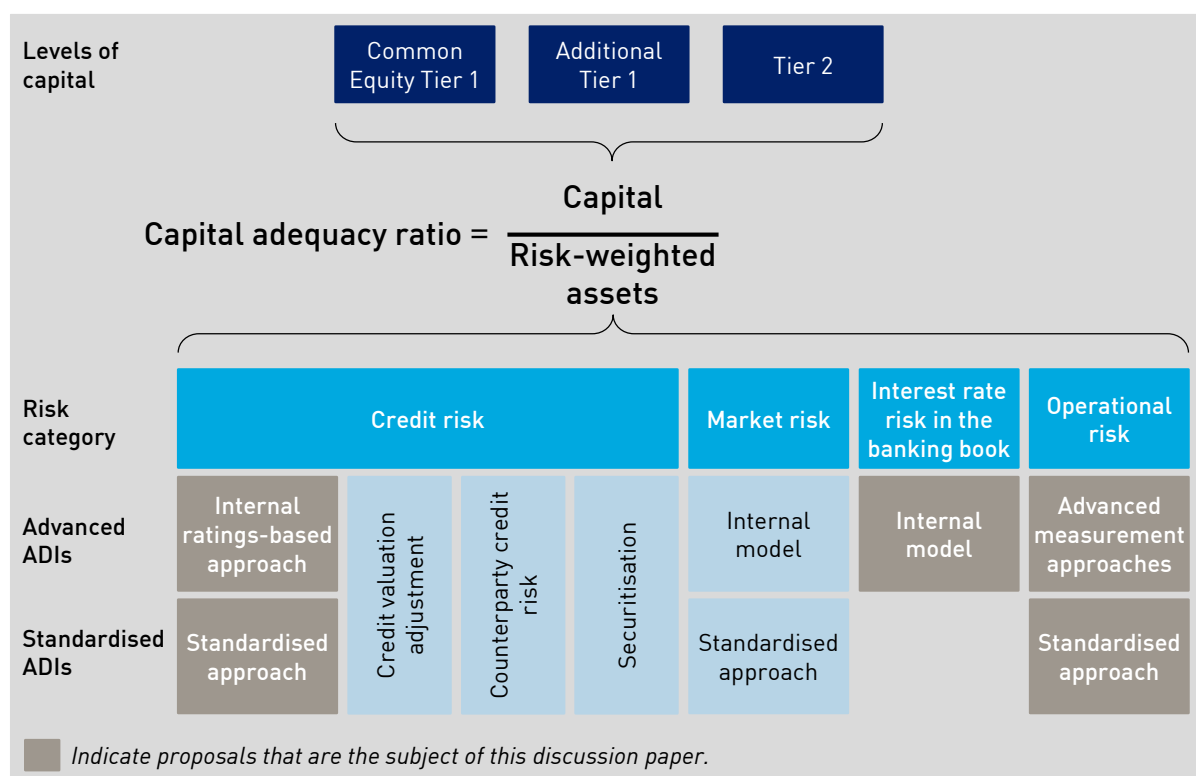 Levels of
capital
Common
Equity Tier 1
Additional
Tier 1
Tier 2
Capital adequacy ratio =
Capital
Risk-weighted
assets
Risk
category
Credit risk
Market risk
Interest rate
risk in the
banking book
Operational
risk
Advanced
ADIs
Internal
ratings-based
approach
Credit valuation
adjustment
Counterparty credit
risk
Securitisation
Internal
model
Internal
model
Advanced
measurement
approaches
Standardised
ADIs
Standardised
approach
Standardised
approach
Standardised
approach
Indicate proposals that are the subject of this discussion paper.